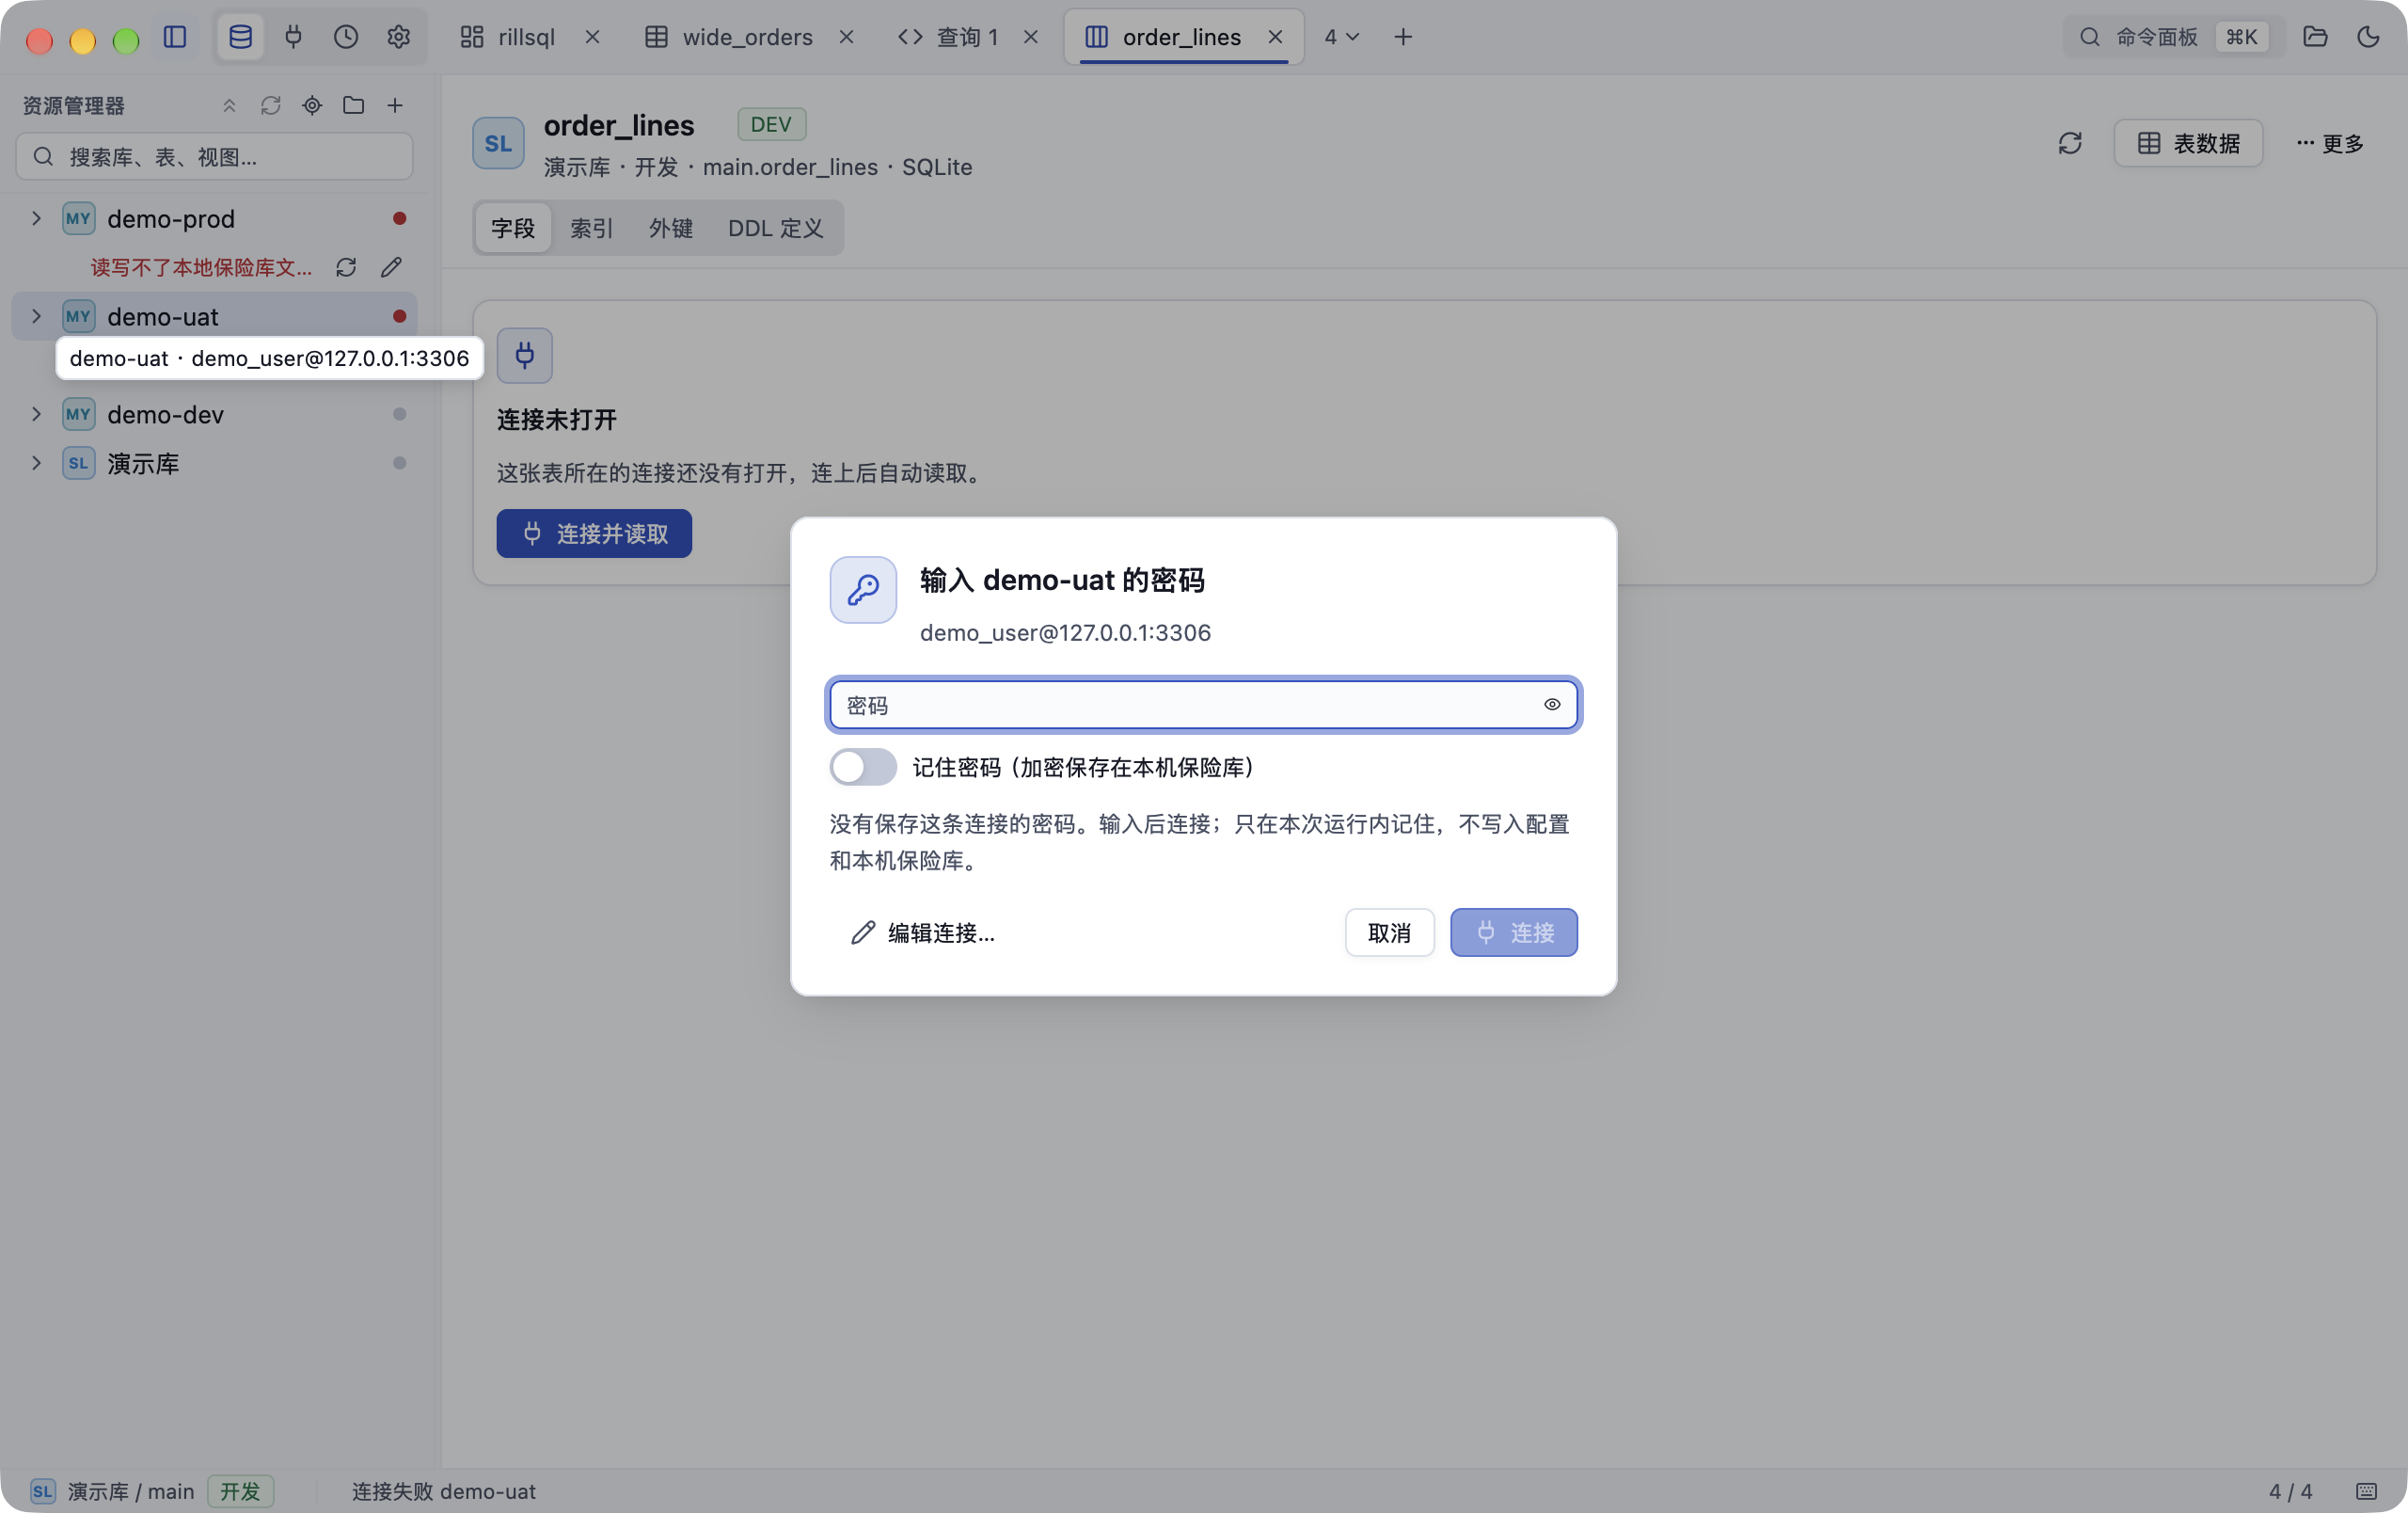 rillsql
wide_orders
查询 1
order_lines
4
命令面板
⌘K
资源管理器
搜索库、表、视图...
MY demo-prod
读写不了本地保险库文...
MY demo-uat
demo-uat · demo_user@127.0.0.1:3306
MY demo-dev
SL 演示库
SL
order_lines
DEV
演示库 · 开发 · main.order_lines · SQLite
表数据
··· 更多
字段
索引
外键
DDL 定义
连接未打开
这张表所在的连接还没有打开，连上后自动读取。
连接并读取
输入 demo-uat 的密码
demo_user@127.0.0.1:3306
密码
记住密码（加密保存在本机保险库）
没有保存这条连接的密码。输入后连接；只在本次运行内记住，不写入配置
和本机保险库。
编辑连接...
取消
连接
SL 演示库 / main
开发
连接失败 demo-uat
4 / 4